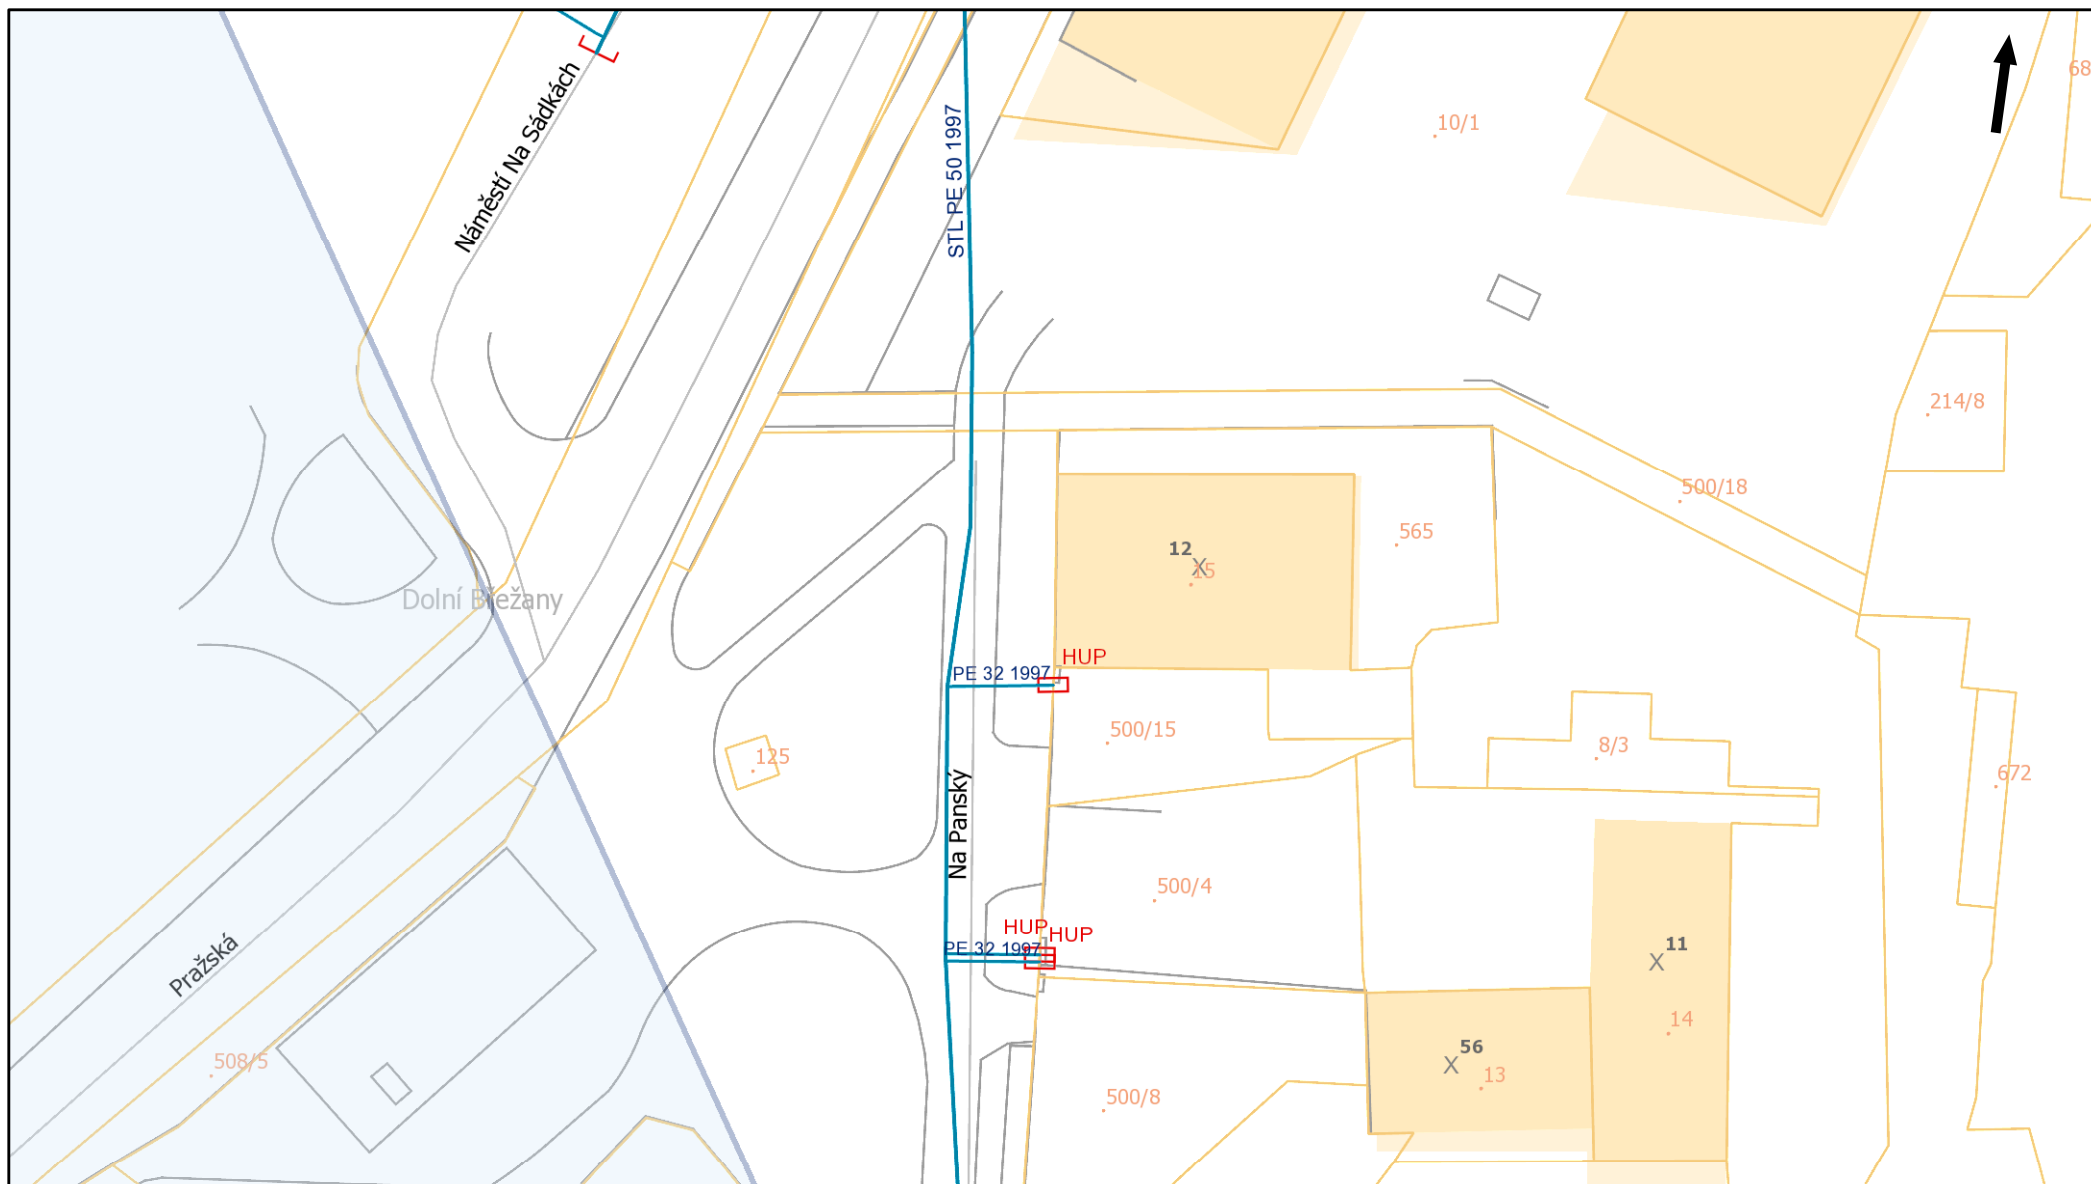 Náměstí Na Sádkách
STL PE 50 1997
10/1
68
214/8
500/18
565
12
15
Dolní Břežany
HUP
PE 32 1997
500/15
8/3
125
672
Na Panský
500/4
HUP
HUP
PE 32 1997
11
Pražská
14
56
13
508/5
500/8